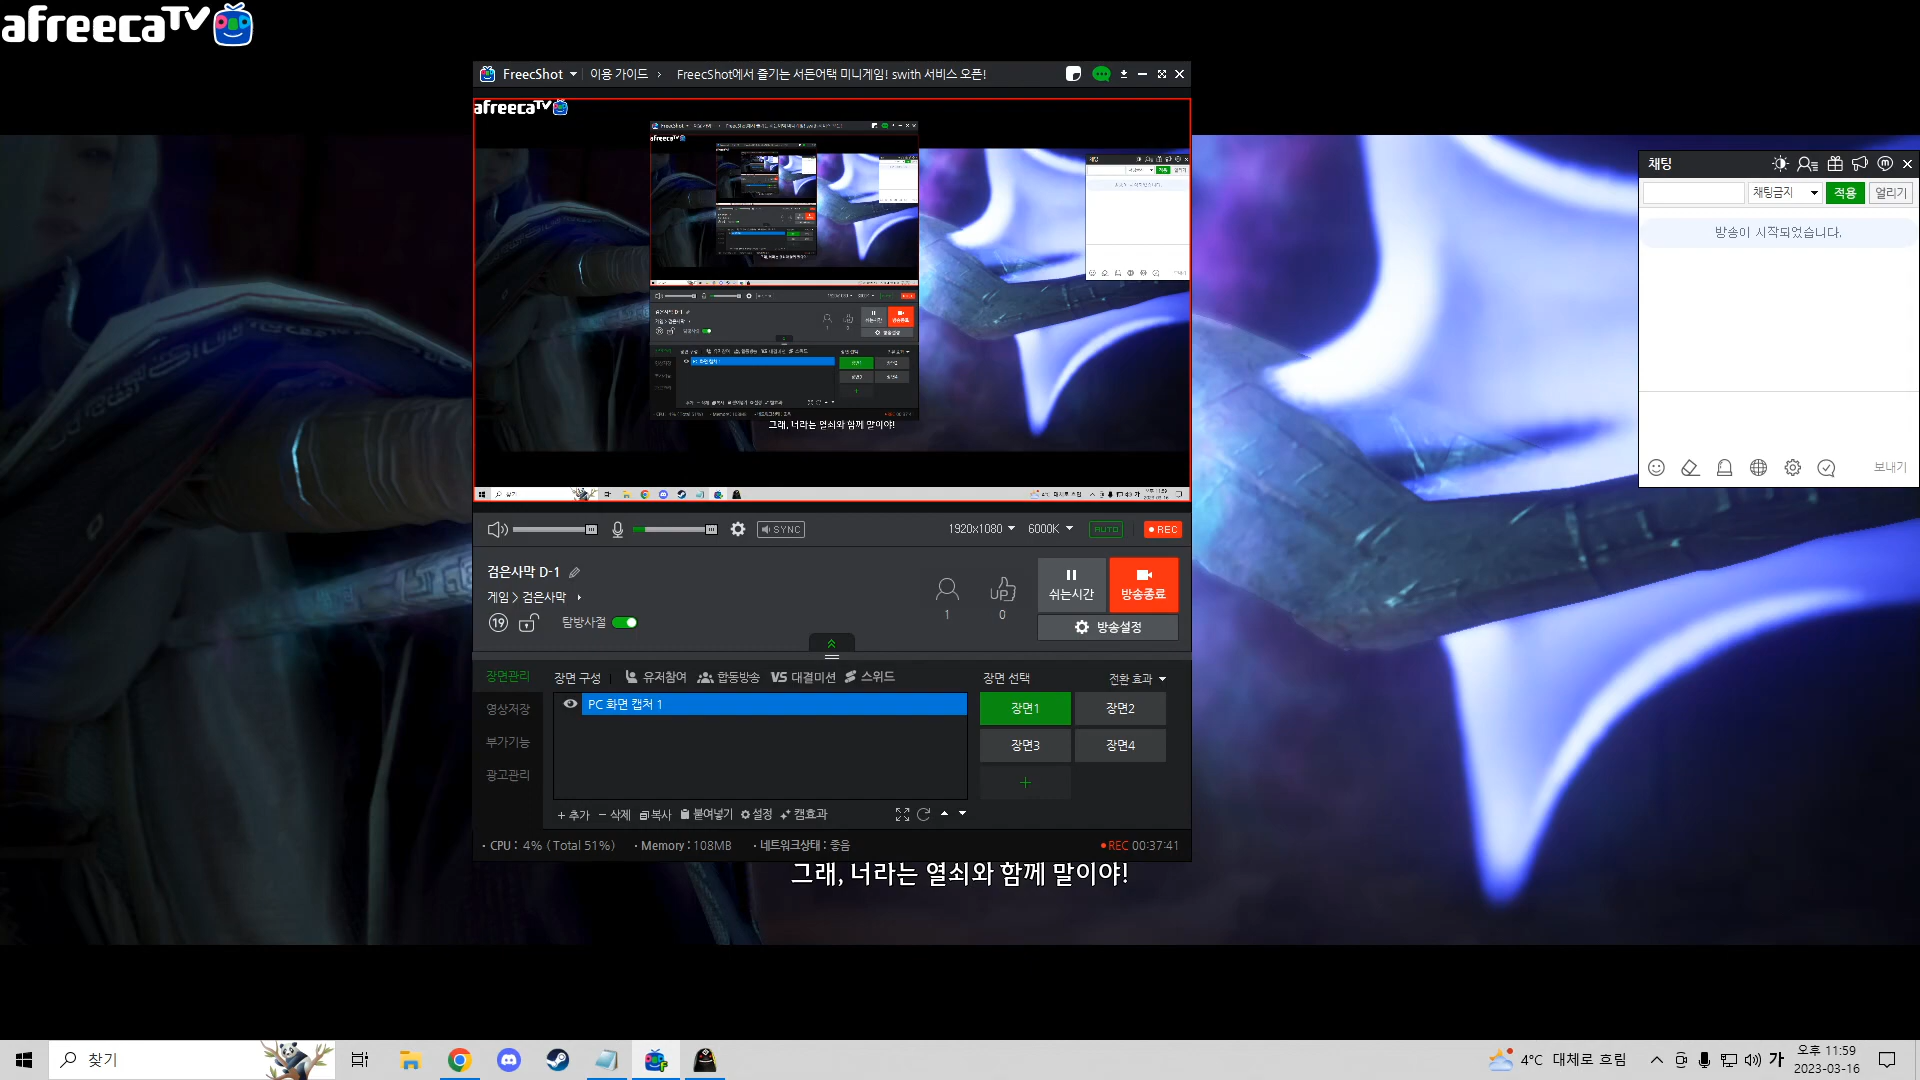 afreecaTV
FreecShot 이용 가이드 > FreecShot에서 즐기는 서든어택 미니게임! swith 서비스 오픈!
afreecaTV
그래, 너라는 열쇠와 함께 말이야!
SYNC 1920x1080 6000K AUTO REC
검은사막 D-1
게임 > 검은사막
19 탐방사절
1 UP 0
쉬는시간 방송종료
방송설정
장면관리
영상저장
부가기능
광고관리
장면 구성 유저참여 합동방송 VS 대결미션 스위드
PC 화면 캡처 1
장면 선택 전환 효과
장면1 장면2
장면3 장면4
+
+ 추가 − 삭제 복사 붙여넣기 설정 캠효과
· CPU : 4% ( Total 51%) · Memory : 108MB · 네트워크상태 : 좋음 REC 00:37:41
그래, 너라는 열쇠와 함께 말이야!
채팅
채팅금지 적용 얼리기
방송이 시작되었습니다.
보내기
찾기
4°C 대체로 흐림 가 오후 11:59
2023-03-16